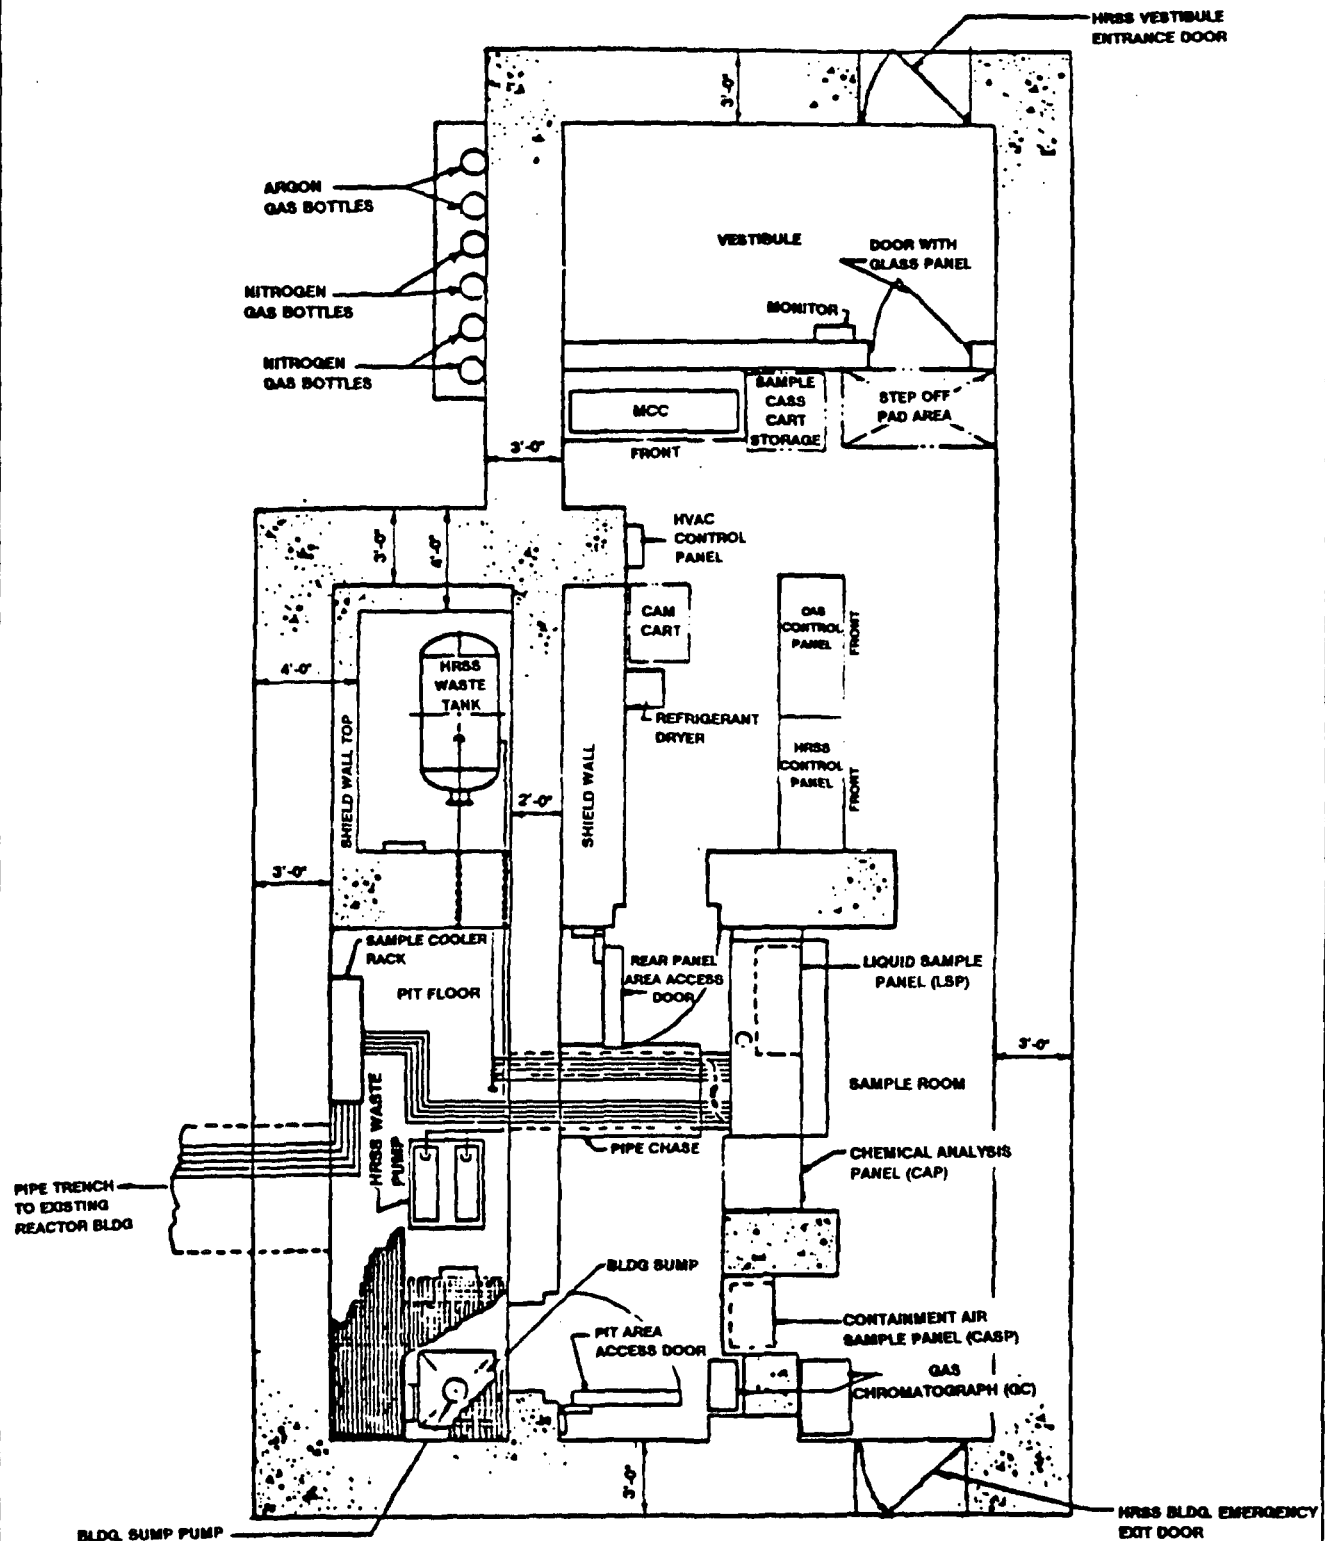 HRSS VESTIBULE
ENTRANCE DOOR
3'-0"
ARGON
GAS BOTTLES
VESTIBULE
DOOR WITH
GLASS PANEL
NITROGEN
GAS BOTTLES
MONITOR
NITROGEN
GAS BOTTLES
MCC
SAMPLE
CASS
CART
STORAGE
STEP OFF
PAD AREA
FRONT
3'-0"
3'-0"
4'-0"
HVAC
CONTROL
PANEL
CAM
CART
GAS
CONTROL
PANEL
FRONT
4'-0"
HRSS
WASTE
TANK
REFRIGERANT
DRYER
SHIELD WALL TOP
SHIELD WALL
HRSS
CONTROL
PANEL
FRONT
2'-0"
3'-0"
SAMPLE COOLER
RACK
PIT FLOOR
REAR PANEL
AREA ACCESS
DOOR
LIQUID SAMPLE
PANEL (LSP)
3'-0"
SAMPLE ROOM
HRSS WASTE
PUMP
PIPE CHASE
CHEMICAL ANALYSIS
PANEL (CAP)
PIPE TRENCH
TO EXISTING
REACTOR BLDG
BLDG SUMP
PIT AREA
ACCESS DOOR
CONTAINMENT AIR
SAMPLE PANEL (CASP)
GAS
CHROMATOGRAPH (GC)
3'-0"
BLDG. SUMP PUMP
HRSS BLDG. EMERGENCY
EXIT DOOR